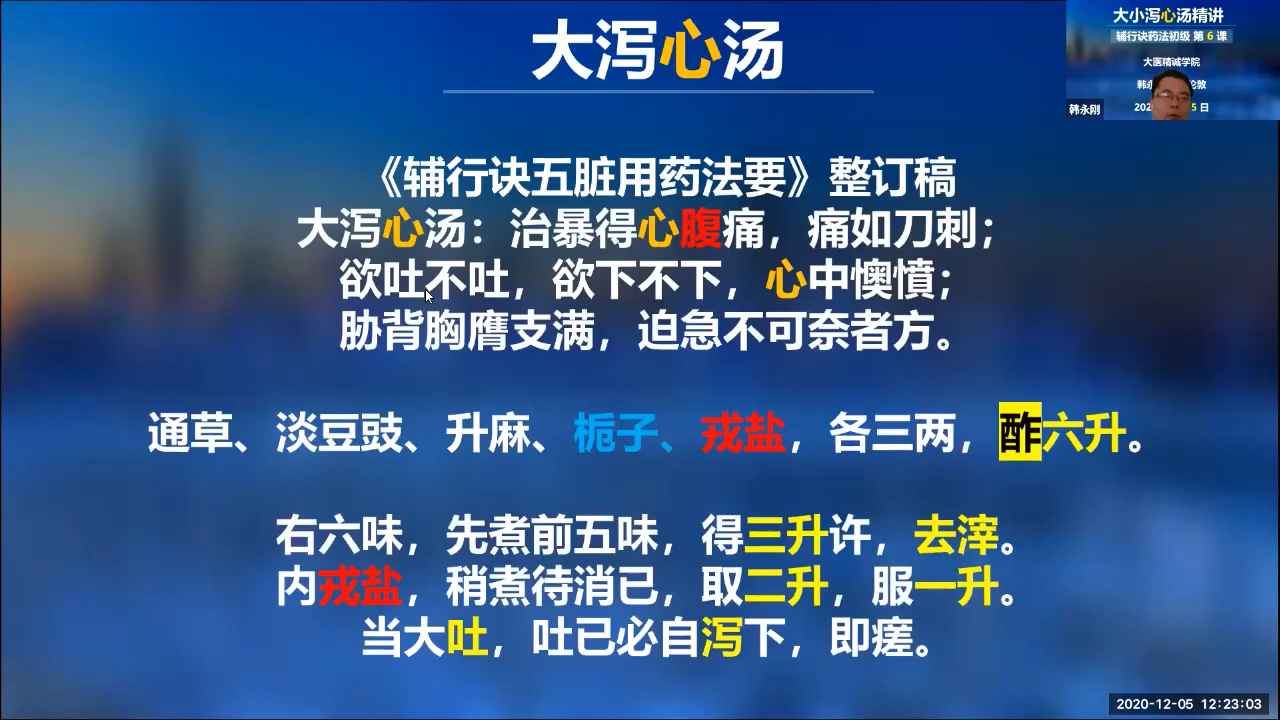 大泻心汤
《辅行诀五脏用药法要》整订稿
大泻心汤：治暴得心腹痛，痛如刀刺；
欲吐不吐，欲下不下，心中懊憹；
胁背胸膺支满，迫急不可奈者方。
通草、淡豆豉、升麻、栀子、戎盐，各三两，酢六升。
右六味，先煮前五味，得三升许，去滓。
内戎盐，稍煮待消已，取二升，服一升。
当大吐，吐已必自泻下，即瘥。
大小泻心汤精讲
辅行诀药法初级 第 6 课
大医精诚学院
韩永刚
2020-12-05 12:23:03